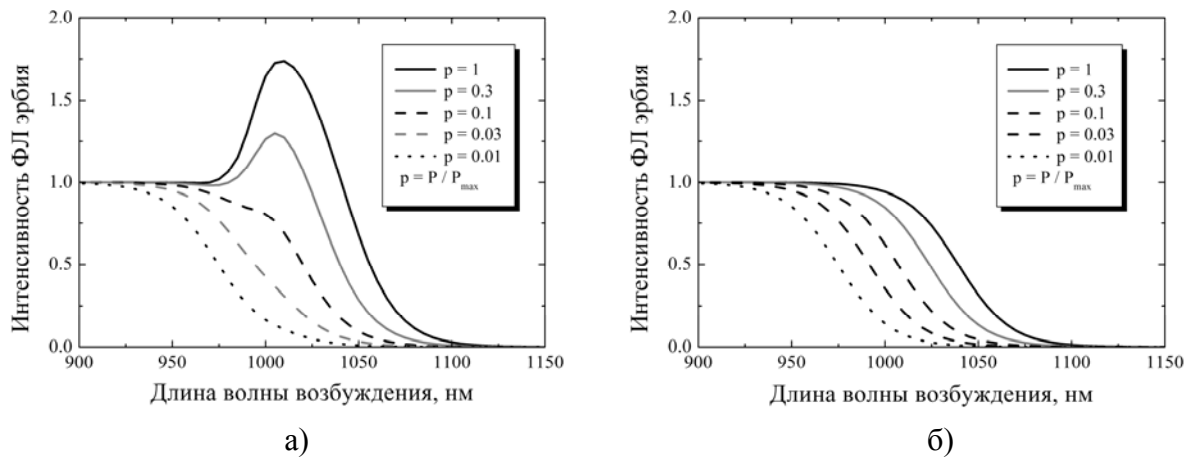 Интенсивность ФЛ эрбия
2.0
1.5
1.0
0.5
0.0
p = 1
p = 0.3
p = 0.1
p = 0.03
p = 0.01
p = P / Pmax
900 950 1000 1050 1100 1150
Длина волны возбуждения, нм
а)
Интенсивность ФЛ эрбия
2.0
1.5
1.0
0.5
0.0
p = 1
p = 0.3
p = 0.1
p = 0.03
p = 0.01
p = P / Pmax
900 950 1000 1050 1100 1150
Длина волны возбуждения, нм
б)